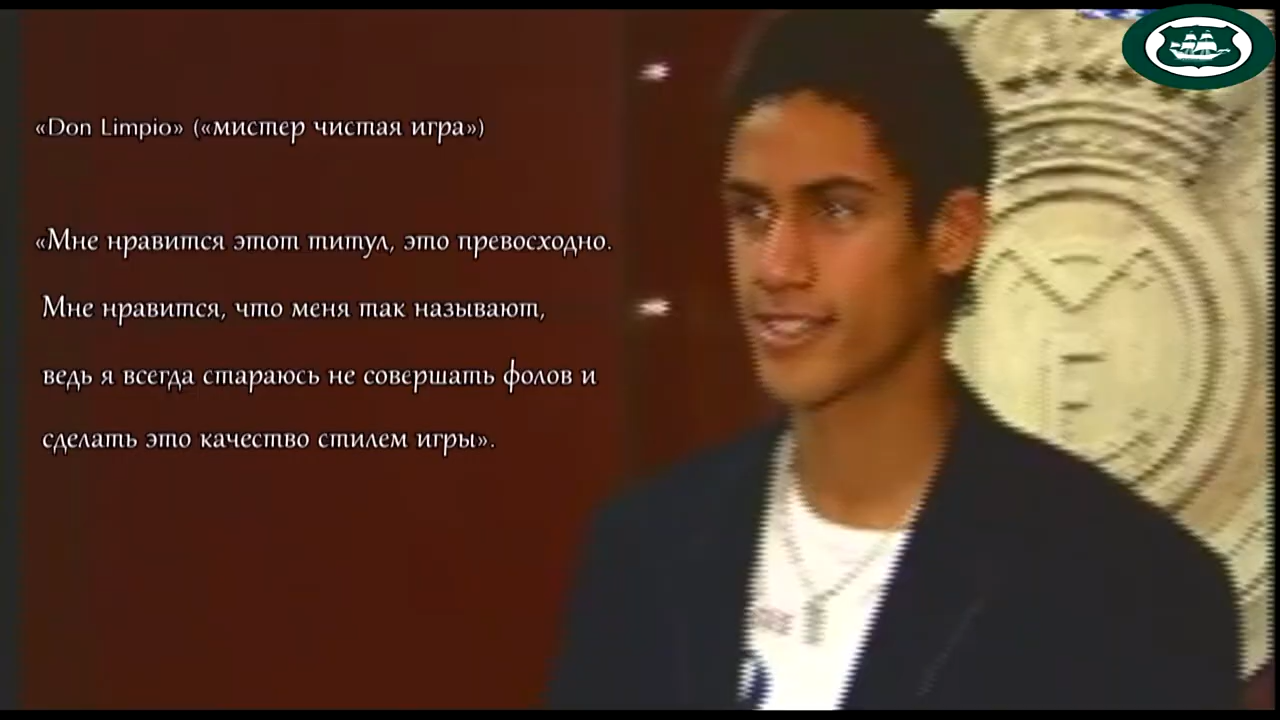 «Don Limpio» («мистер чистая игра»)
«Мне нравится этот титул, это превосходно.
Мне нравится, что меня так называют,
ведь я всегда стараюсь не совершать фолов и
сделать это качество стилем игры».